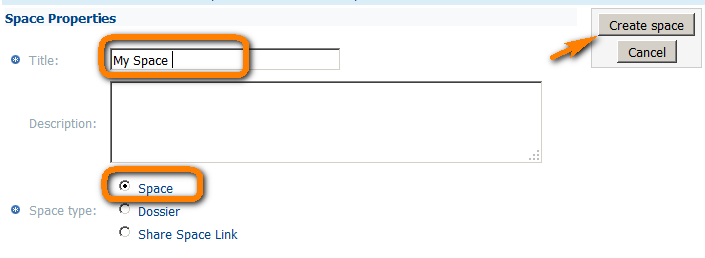 Space Properties
Create space
Title:
My Space
Cancel
Description:
Space
Space type:
Dossier
Share Space Link